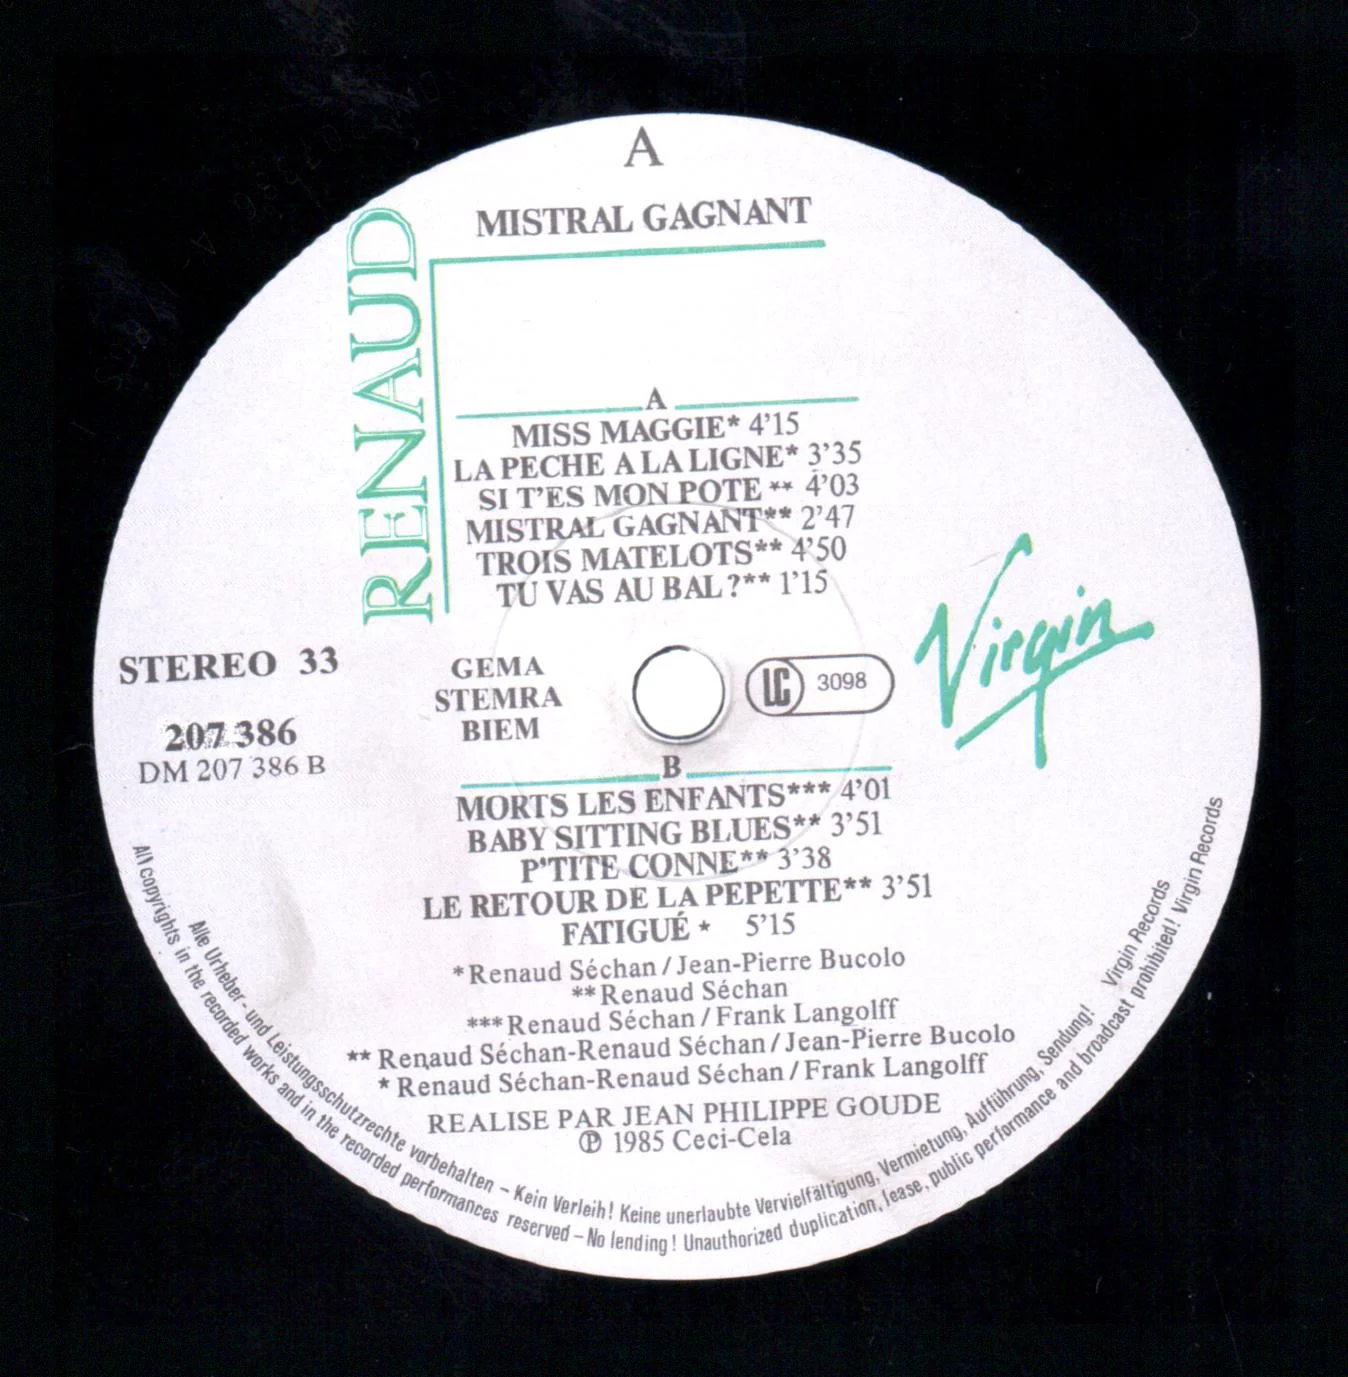 A
MISTRAL GAGNANT
RENAUD
A
MISS MAGGIE* 4'15
LA PECHE A LA LIGNE* 3'35
SI T'ES MON POTE ** 4'03
MISTRAL GAGNANT** 2'47
TROIS MATELOTS** 4'50
TU VAS AU BAL?** 1'15
STEREO 33
207 386
DM 207 386 B
GEMA
STEMRA
BIEM
LC 3098
Virgin
B
MORTS LES ENFANTS*** 4'01
BABY SITTING BLUES** 3'51
P'TITE CONNE** 3'38
LE RETOUR DE LA PEPETTE** 3'51
FATIGUÉ * 5'15
*Renaud Séchan/Jean-Pierre Bucolo
**Renaud Séchan
***Renaud Séchan/Frank Langolff
** Renaud Séchan-Renaud Séchan/Jean-Pierre Bucolo
* Renaud Séchan-Renaud Séchan/Frank Langolff
REALISE PAR JEAN PHILIPPE GOUDE
℗ 1985 Ceci-Cela
Alle Urheber- und Leistungsschutzrechte vorbehalten – Kein Verleih! Keine unerlaubte Vervielfältigung, Vermietung, Aufführung, Sendung! Virgin Records
All copyrights in the recorded works and in the recorded performances reserved – No lending! Unauthorized duplication, lease, public performance and broadcast prohibited! Virgin Records